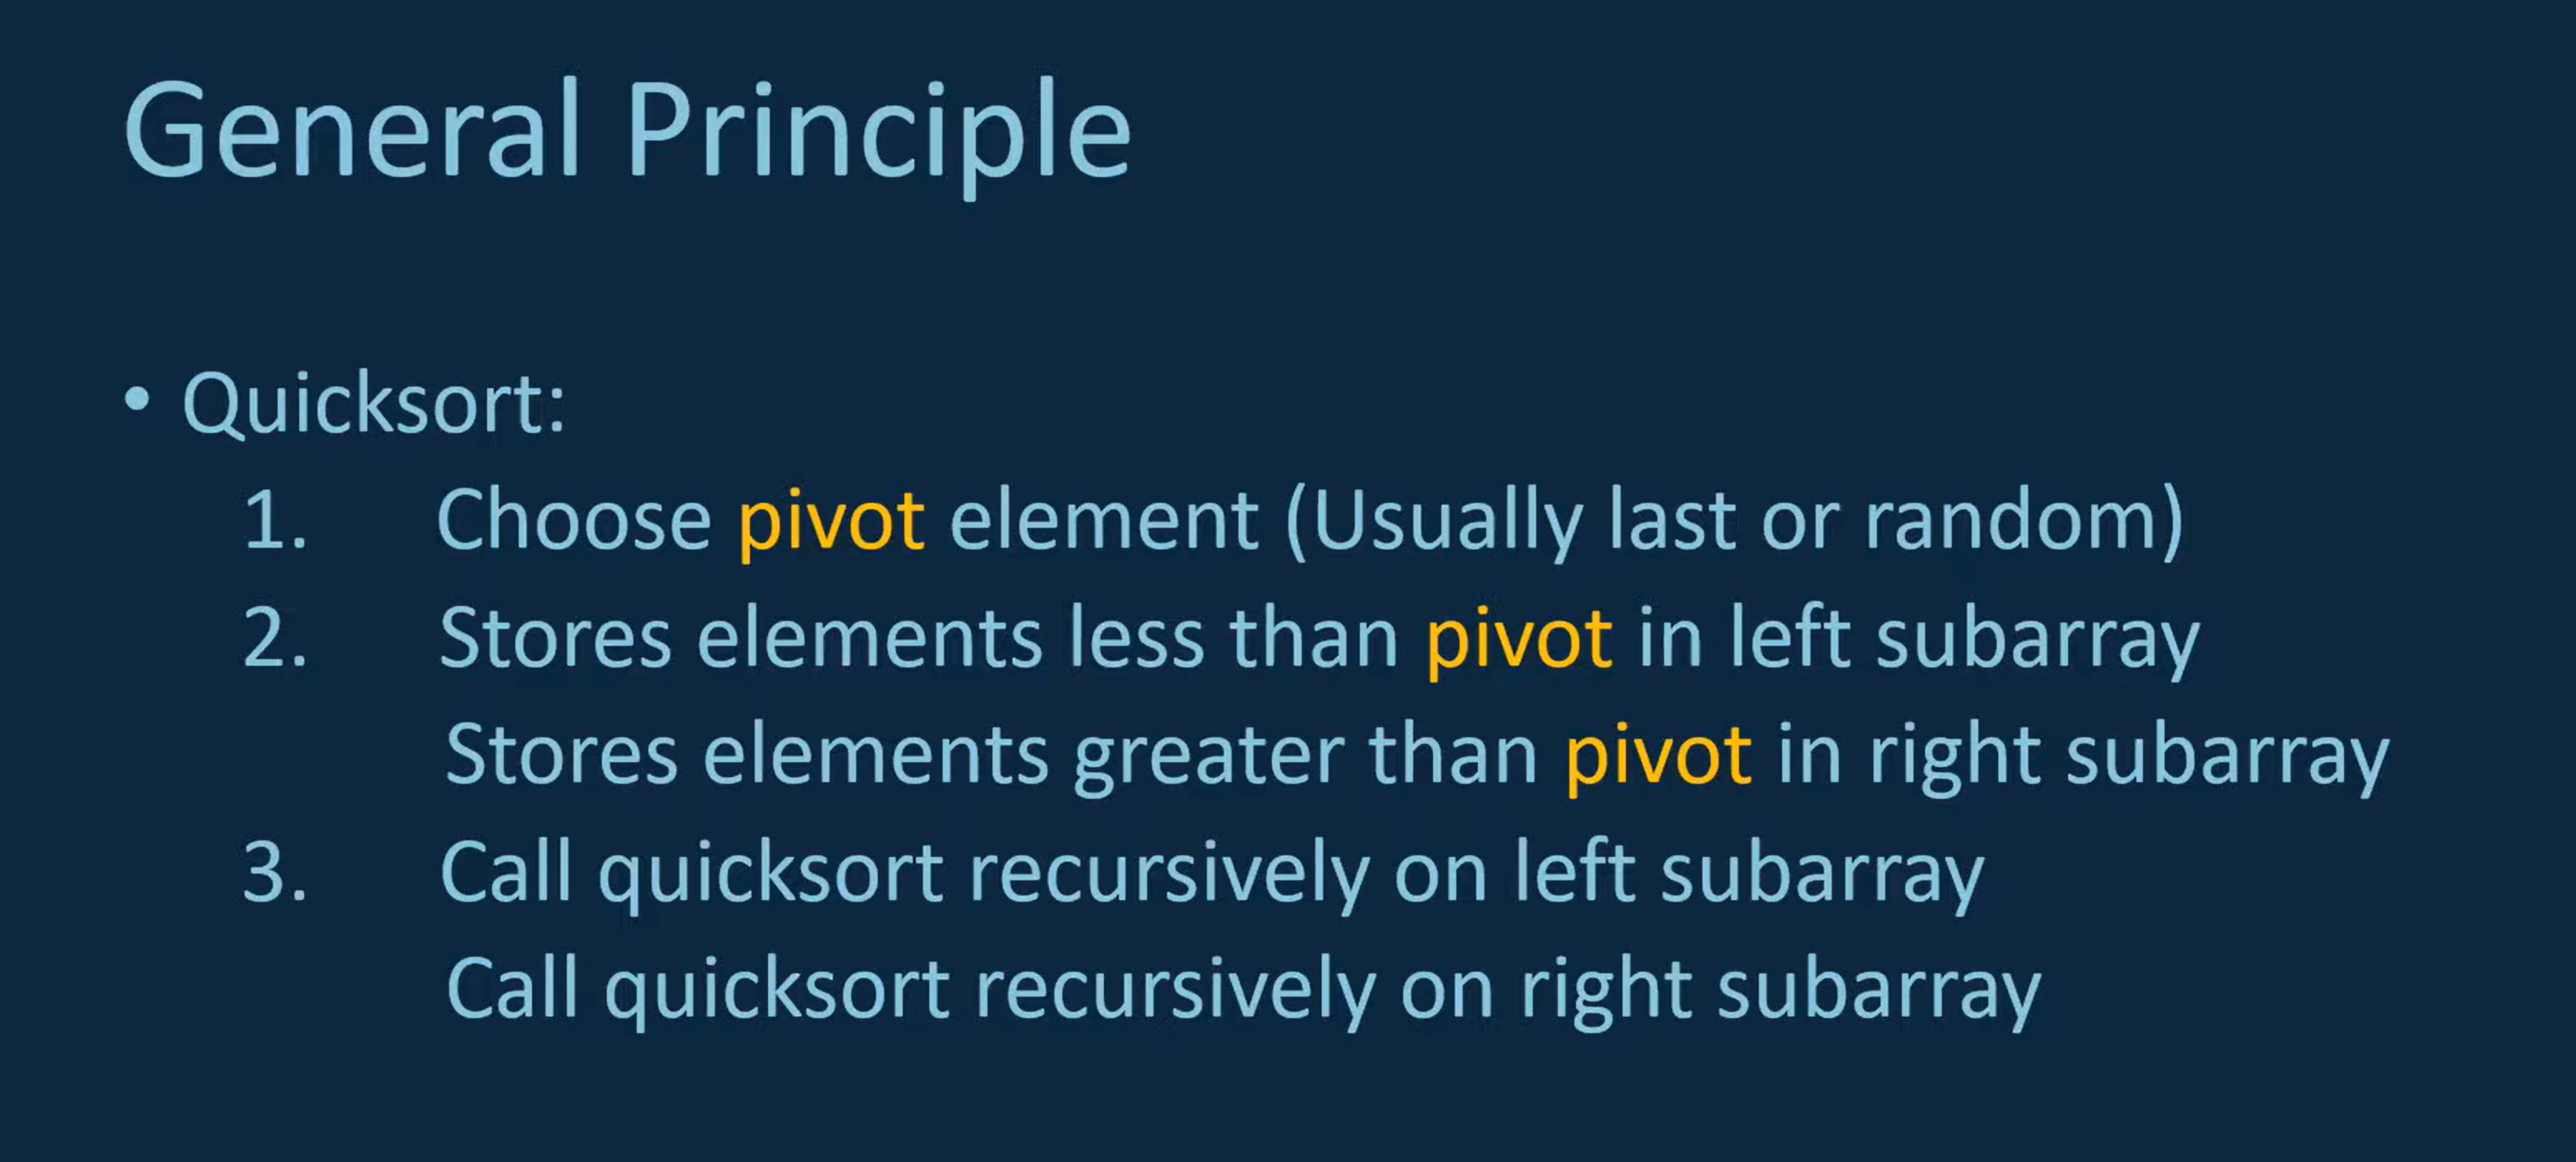 General Principle
• Quicksort:
1. Choose pivot element (Usually last or random)
2. Stores elements less than pivot in left subarray
Stores elements greater than pivot in right subarray
3. Call quicksort recursively on left subarray
Call quicksort recursively on right subarray